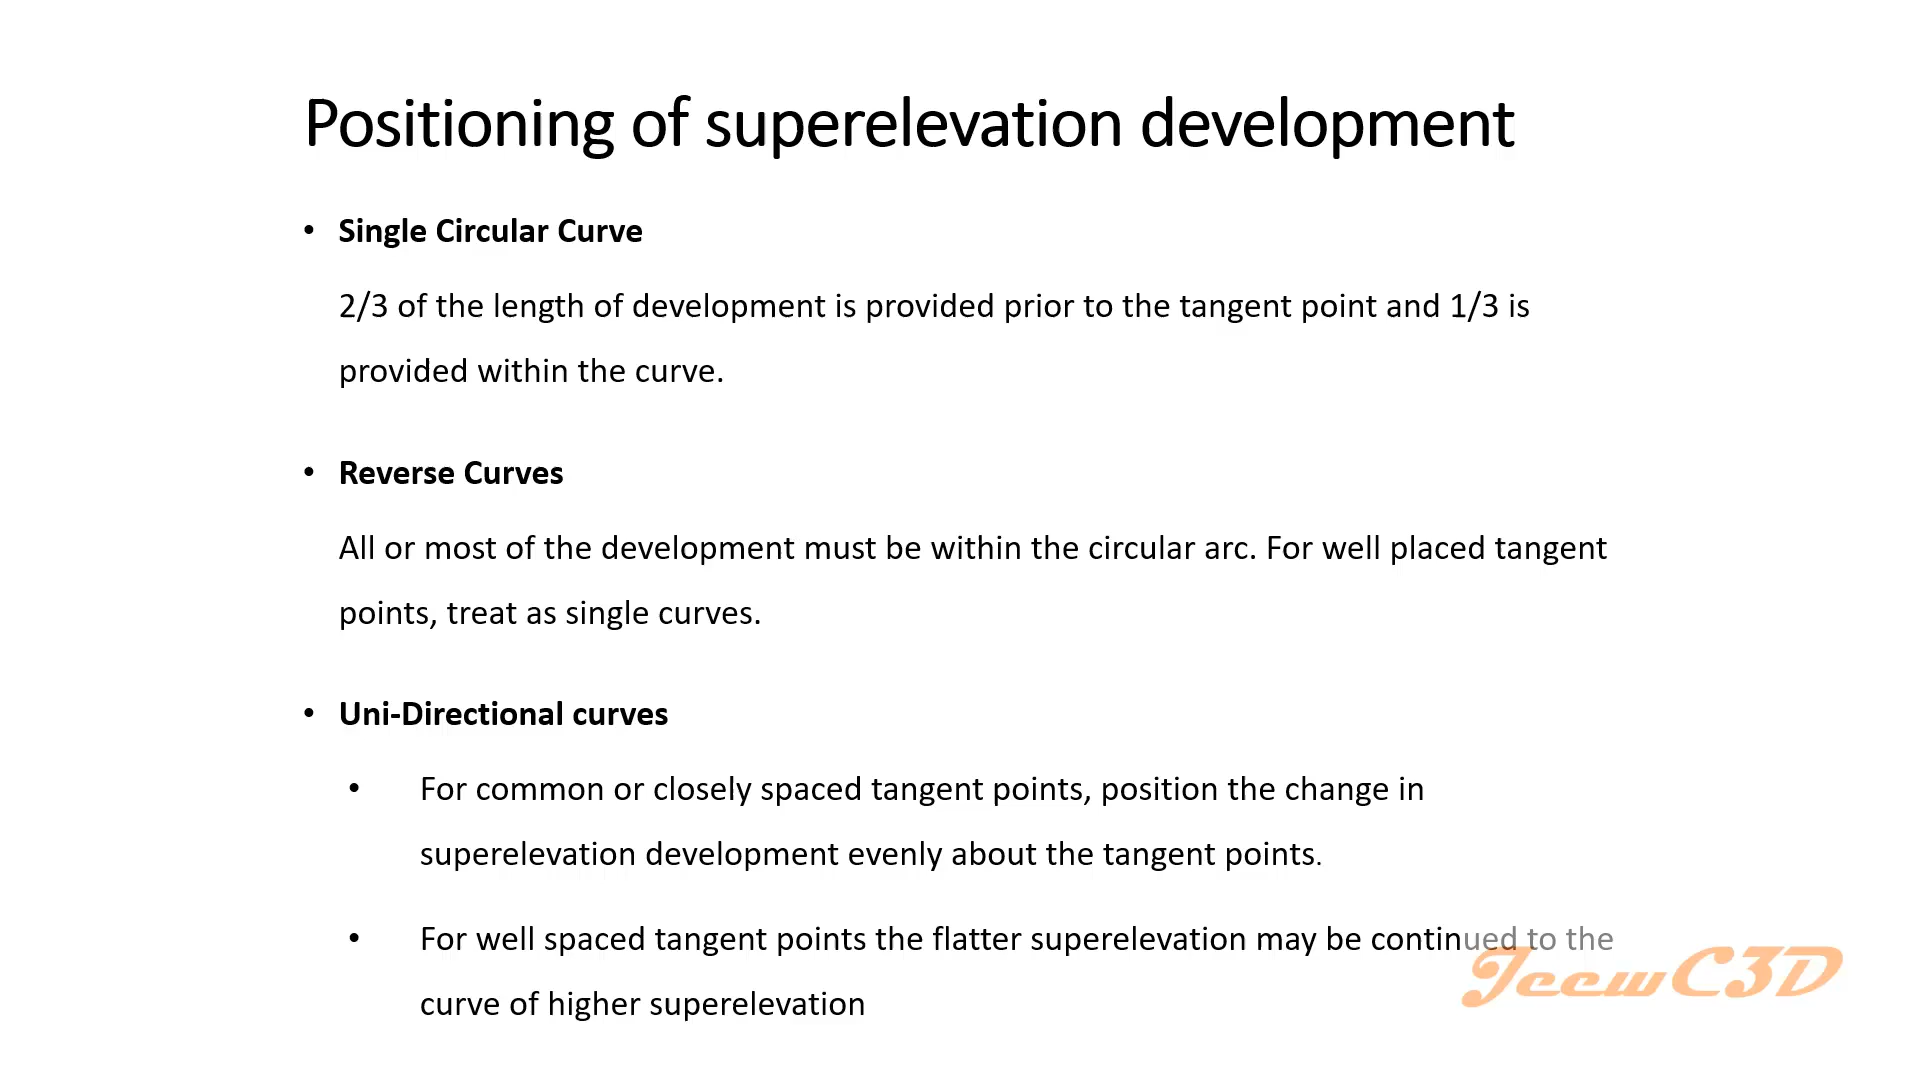 Positioning of superelevation development
• Single Circular Curve
2/3 of the length of development is provided prior to the tangent point and 1/3 is
provided within the curve.
• Reverse Curves
All or most of the development must be within the circular arc. For well placed tangent
points, treat as single curves.
• Uni-Directional curves
• For common or closely spaced tangent points, position the change in
superelevation development evenly about the tangent points.
• For well spaced tangent points the flatter superelevation may be continued to the
curve of higher superelevation
JeewC3D